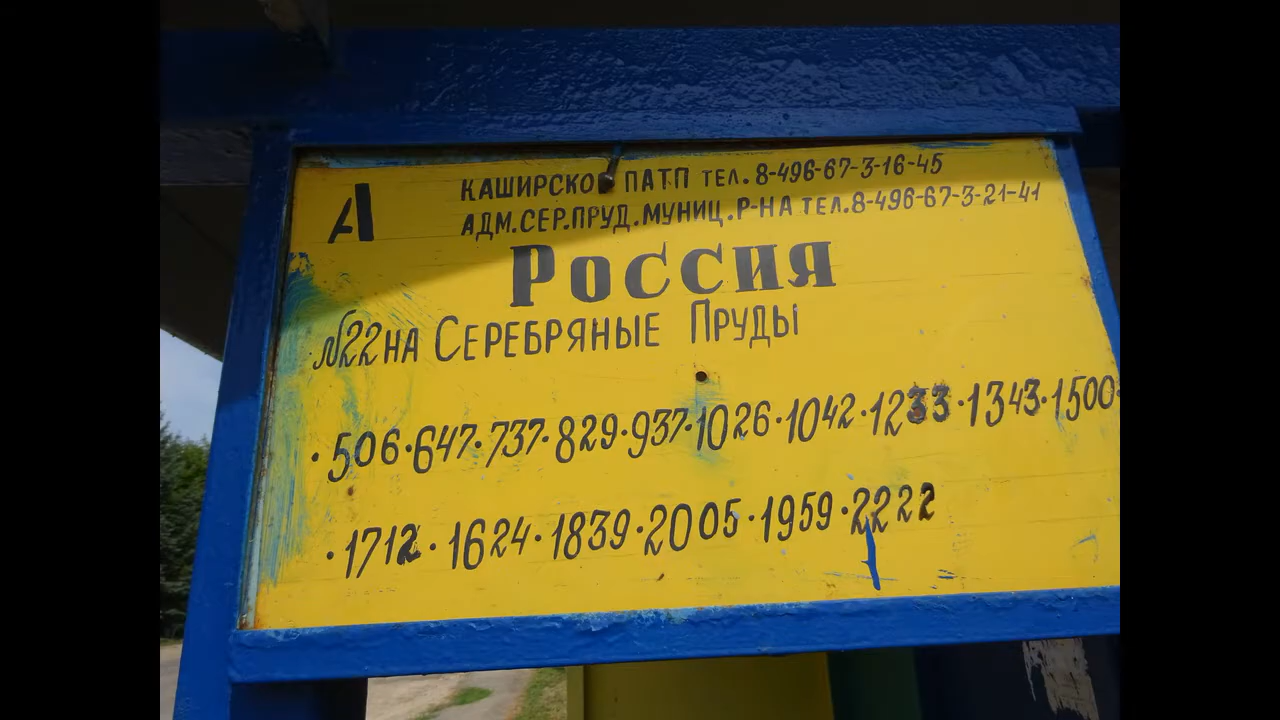 А
КАШИРСКОЕ ПАТП ТЕЛ. 8-496-67-3-16-45
АДМ.СЕР.ПРУД.МУНИЦ.Р-НА ТЕЛ.8-496-67-3-21-41
РОССИЯ
№22 НА СЕРЕБРЯНЫЕ ПРУДЫ
·506·647·737·829·937·1026·1042·1233·1343·1500·
·1712·1624·1839·2005·1959·2222